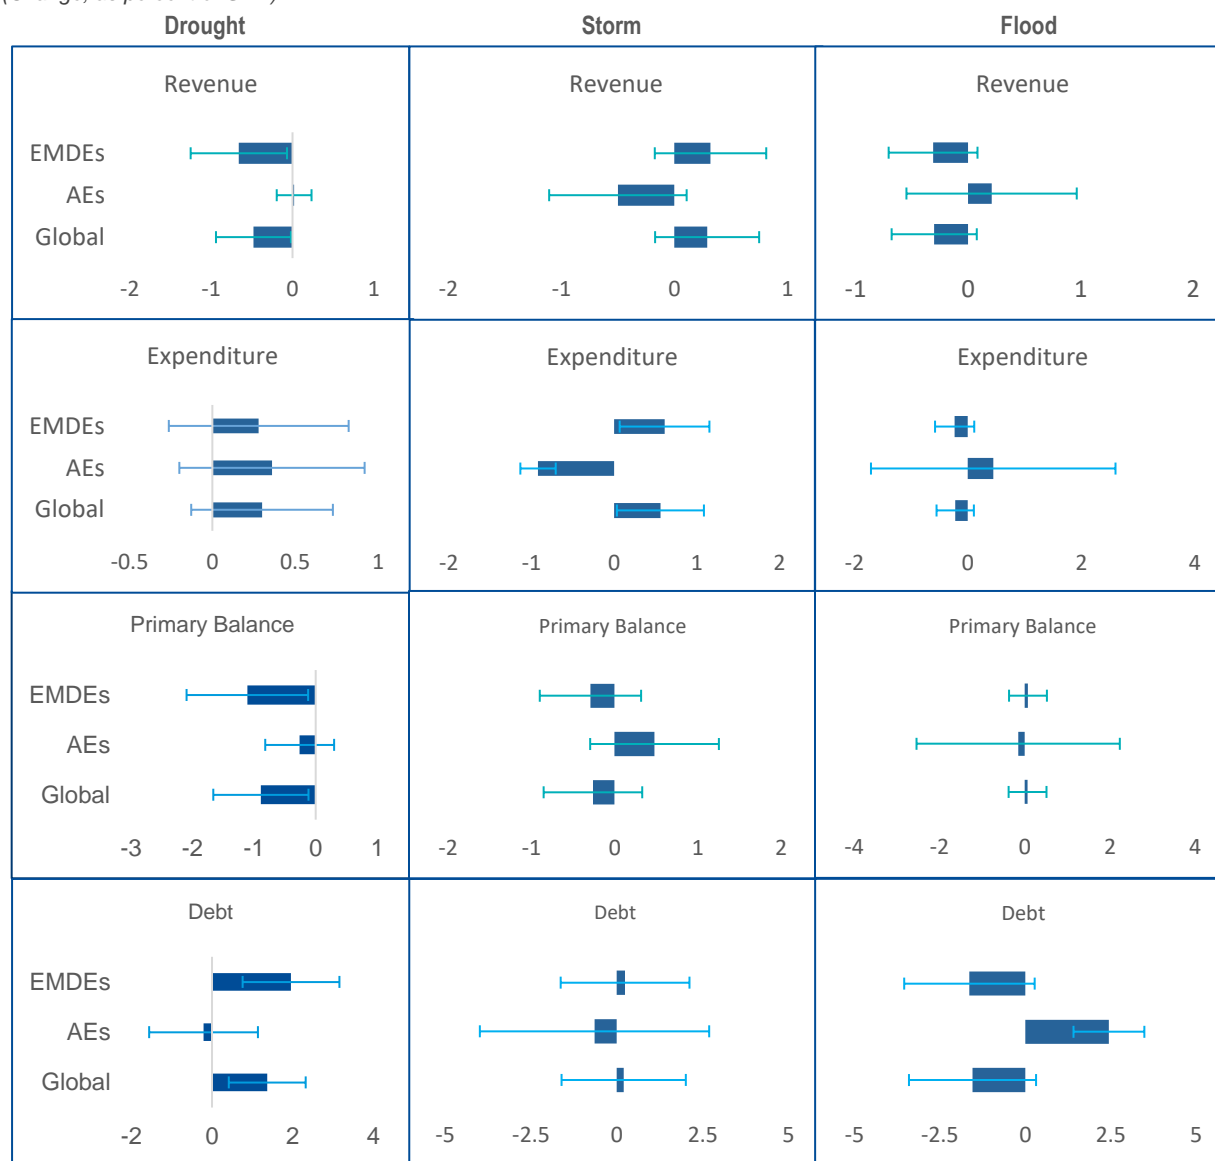 Drought Storm Flood
Revenue Revenue Revenue
EMDEs
AEs
Global
-2 -1 0 1 -2 -1 0 1 -1 0 1 2
Expenditure Expenditure Expenditure
EMDEs
AEs
Global
-0.5 0 0.5 1 -2 -1 0 1 2 -2 0 2 4
Primary Balance Primary Balance Primary Balance
EMDEs
AEs
Global
-3 -2 -1 0 1 -2 -1 0 1 2 -4 -2 0 2 4
Debt Debt Debt
EMDEs
AEs
Global
-2 0 2 4 -5 -2.5 0 2.5 5 -5 -2.5 0 2.5 5